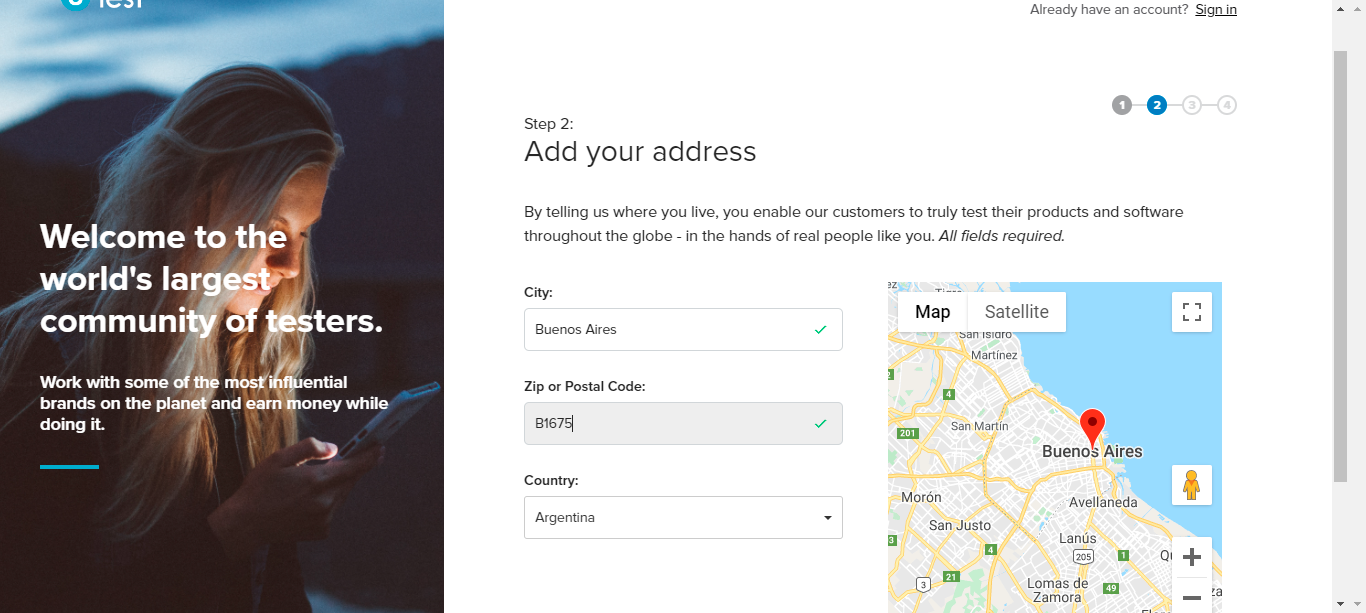 Test
Already have an account? Sign in
1 2 3 4
Step 2:
Add your address
By telling us where you live, you enable our customers to truly test their products and software
throughout the globe - in the hands of real people like you. All fields required.
Welcome to the
world's largest
community of testers.
Work with some of the most influential
brands on the planet and earn money while
doing it.
City:
Buenos Aires
Zip or Postal Code:
B1675
Country:
Argentina
Map Satellite
San Isidro
Martínez
4
201
San Martín
Buenos Aires
Morón
Avellaneda
San Justo
Lanús
3
4
205
1
21
3
Lomas de
Zamora
49